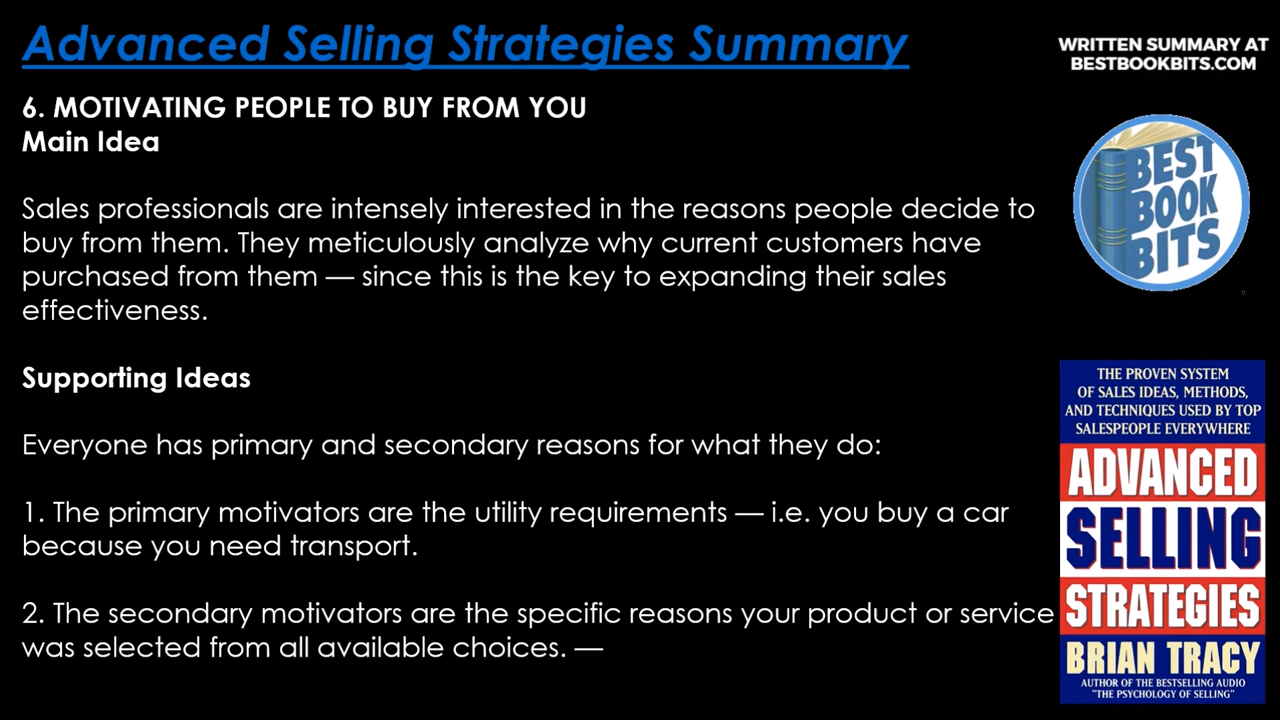 Advanced Selling Strategies Summary
WRITTEN SUMMARY AT
BESTBOOKBITS.COM
6. MOTIVATING PEOPLE TO BUY FROM YOU
Main Idea
Sales professionals are intensely interested in the reasons people decide to
buy from them. They meticulously analyze why current customers have
purchased from them — since this is the key to expanding their sales
effectiveness.
Supporting Ideas
Everyone has primary and secondary reasons for what they do:
1. The primary motivators are the utility requirements — i.e. you buy a car
because you need transport.
2. The secondary motivators are the specific reasons your product or service
was selected from all available choices. —
BEST
BOOK
BITS
THE PROVEN SYSTEM
OF SALES IDEAS, METHODS,
AND TECHNIQUES USED BY TOP
SALESPEOPLE EVERYWHERE
ADVANCED
SELLING
STRATEGIES
BRIAN TRACY
AUTHOR OF THE BESTSELLING AUDIO
"THE PSYCHOLOGY OF SELLING"